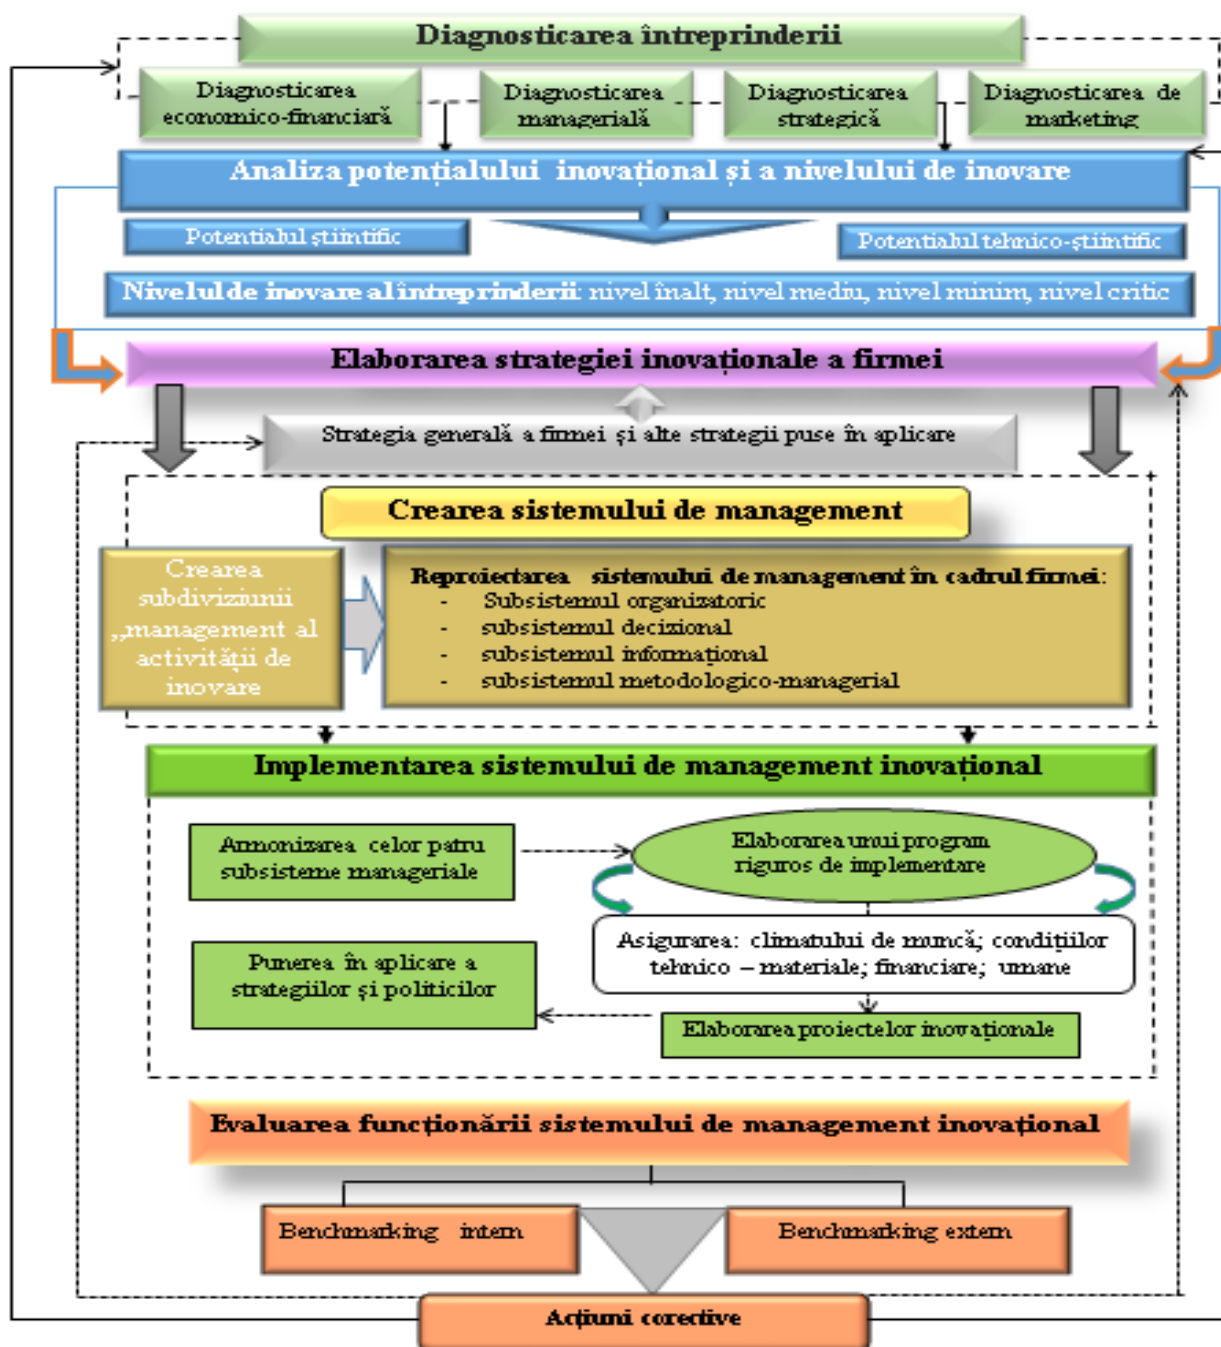 Diagnosticarea întreprinderii
Diagnosticarea
economico-financiară
Diagnosticarea
managerială
Diagnosticarea
strategică
Diagnosticarea de
marketing
Analiza potențialului inovațional și a nivelului de inovare
Potențialul științific
Potențialul tehnico-științific
Nivelul de inovare al întreprinderii: nivel înalt, nivel mediu, nivel minim, nivel critic
Elaborarea strategiei inovaționale a firmei
Strategia generală a firmei și alte strategii puse în aplicare
Crearea sistemului de management
Crearea
subdiviziunii
„management al
activității de
inovare
Reproiectarea sistemului de management în cadrul firmei:
- Subsistemul organizatoric
- subsistemul decizional
- subsistemul informațional
- subsistemul metodologico-managerial
Implementarea sistemului de management inovațional
Armonizarea celor patru
subsisteme manageriale
Elaborarea unui program
riguros de implementare
Asigurarea: climatului de muncă; condițiilor
tehnico – materiale; financiare; umane
Punerea în aplicare a
strategiilor și politicilor
Elaborarea proiectelor inovaționale
Evaluarea funcționării sistemului de management inovațional
Benchmarking intern
Benchmarking extern
Acțiuni corective